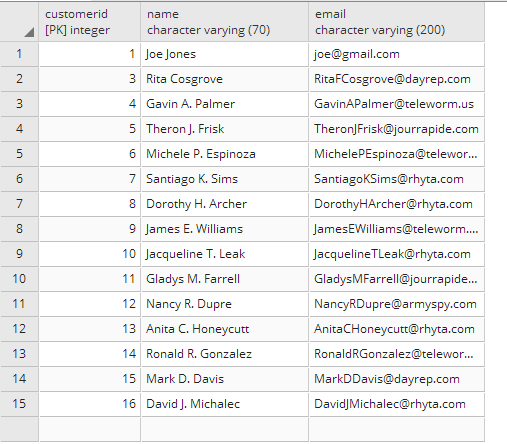 customerid name email
[PK] integer character varying (70) character varying (200)
1 1 Joe Jones joe@gmail.com
2 3 Rita Cosgrove RitaFCosgrove@dayrep.com
3 4 Gavin A. Palmer GavinAPalmer@teleworm.us
4 5 Theron J. Frisk TheronJFrisk@jourrapide.com
5 6 Michele P. Espinoza MichelePEspinoza@telewor...
6 7 Santiago K. Sims SantiagoKSims@rhyta.com
7 8 Dorothy H. Archer DorothyHArcher@rhyta.com
8 9 James E. Williams JamesEWilliams@teleworm....
9 10 Jacqueline T. Leak JacquelineTLeak@rhyta.com
10 11 Gladys M. Farrell GladysMFarrell@jourrapide...
11 12 Nancy R. Dupre NancyRDupre@armyspy.com
12 13 Anita C. Honeycutt AnitaCHoneycutt@rhyta.com
13 14 Ronald R. Gonzalez RonaldRGonzalez@telewor...
14 15 Mark D. Davis MarkDDavis@dayrep.com
15 16 David J. Michalec DavidJMichalec@rhyta.com